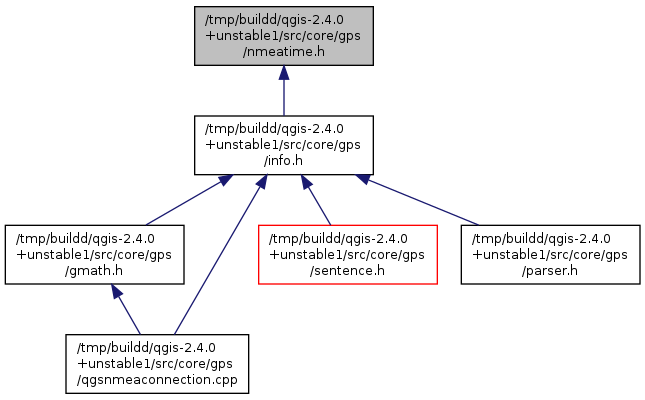 /tmp/buildd/qgis-2.4.0
+unstable1/src/core/gps
/nmeatime.h
/tmp/buildd/qgis-2.4.0
+unstable1/src/core/gps
/info.h
/tmp/buildd/qgis-2.4.0
+unstable1/src/core/gps
/gmath.h
/tmp/buildd/qgis-2.4.0
+unstable1/src/core/gps
/sentence.h
/tmp/buildd/qgis-2.4.0
+unstable1/src/core/gps
/parser.h
/tmp/buildd/qgis-2.4.0
+unstable1/src/core/gps
/qgsnmeaconnection.cpp